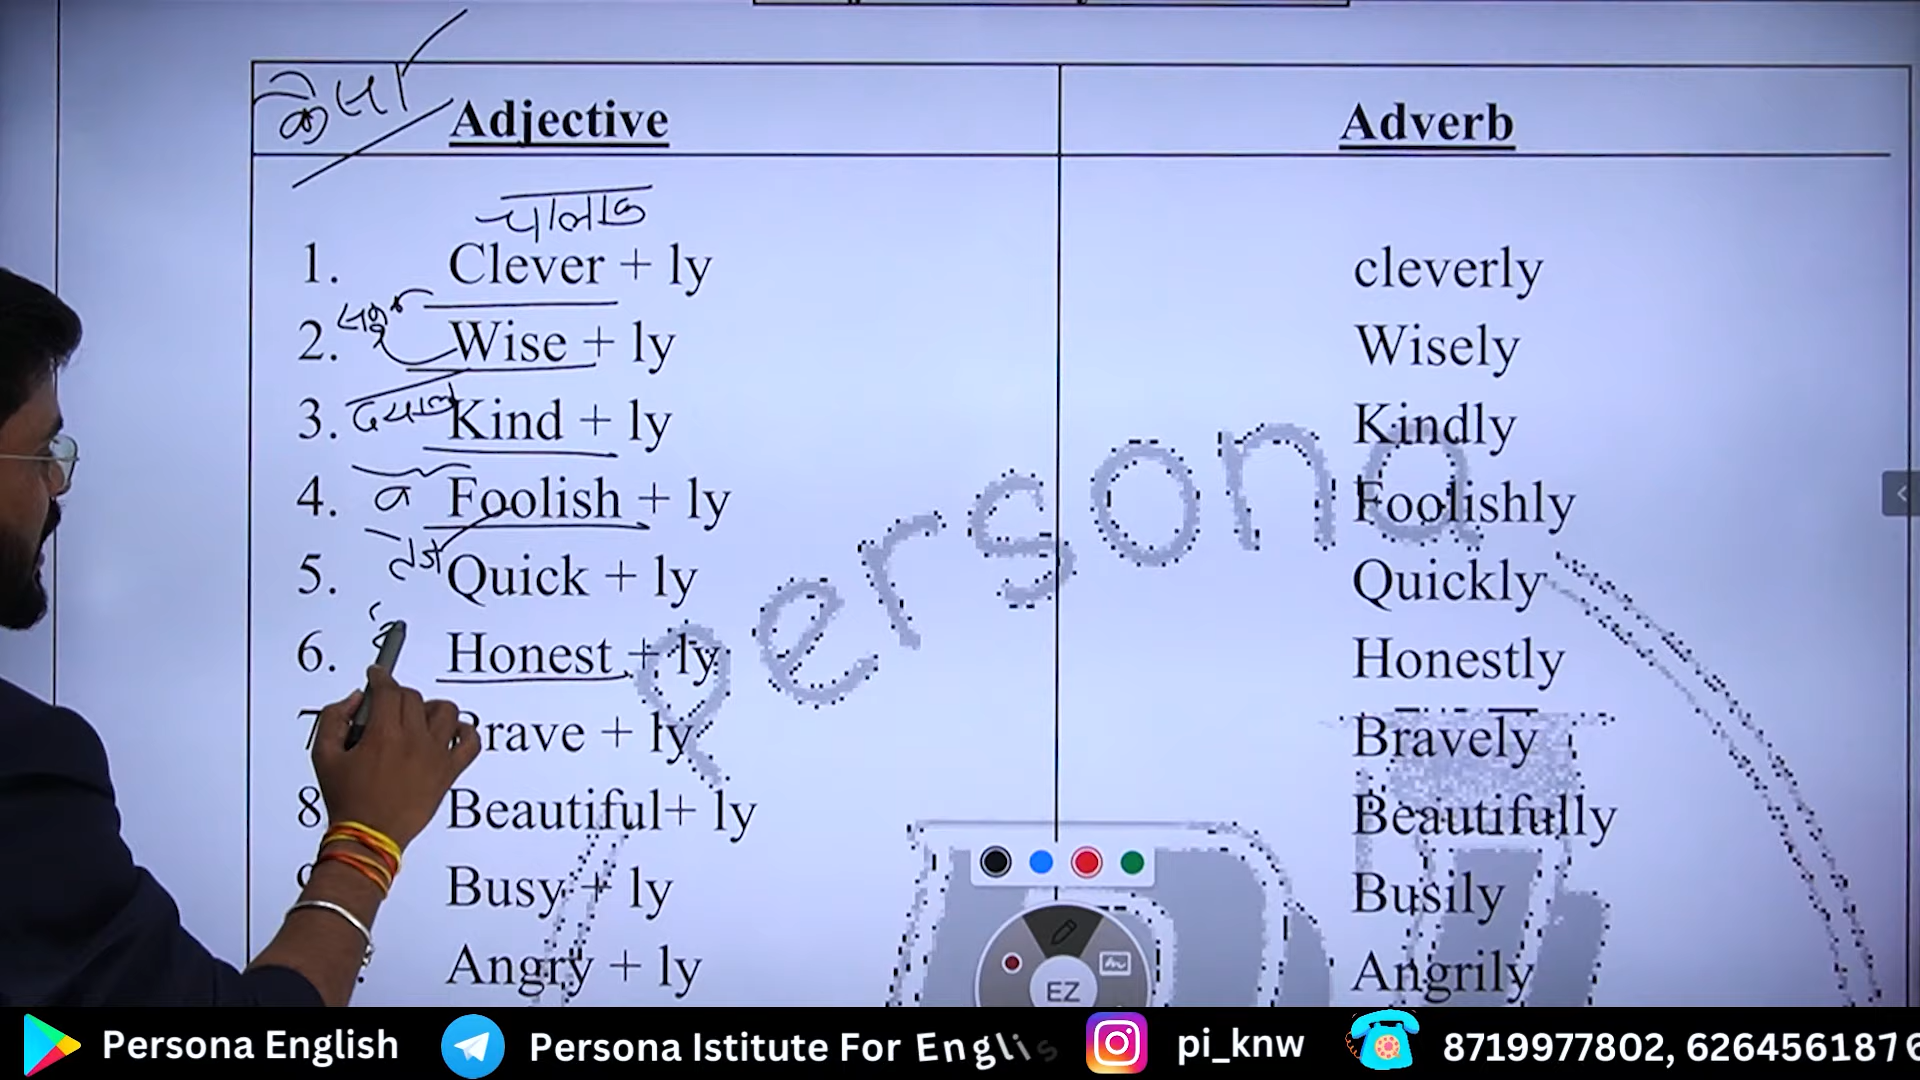 कैसा
Adjective Adverb
चालाक
1. Clever + ly cleverly
2. Wise + ly Wisely
3. दयालु Kind + ly Kindly
4. Foolish + ly Foolishly
5. तेज Quick + ly Quickly
6. Honest + ly Honestly
7 Brave + ly Bravely
8 Beautiful+ ly Beautifully
Busy + ly Busily
Angry + ly Angrily
Persona
EZ
Persona English Persona Istitute For Englis pi_knw 8719977802, 6264561876